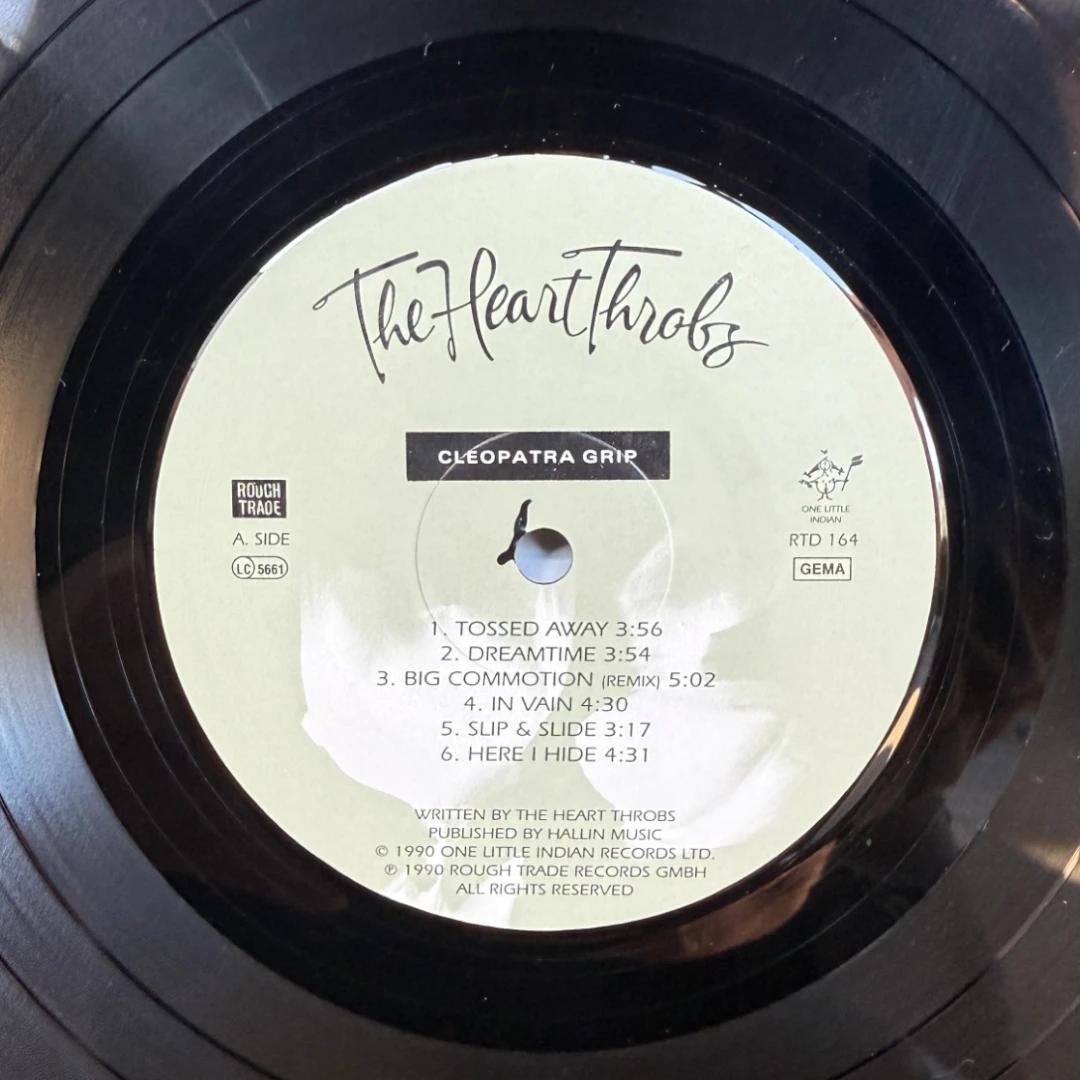 The Heart Throbs
CLEOPATRA GRIP
ROUGH
TRADE
A. SIDE
LC 5661
ONE LITTLE
INDIAN
RTD 164
GEMA
1. TOSSED AWAY 3:56
2. DREAMTIME 3:54
3. BIG COMMOTION (REMIX) 5:02
4. IN VAIN 4:30
5. SLIP & SLIDE 3:17
6. HERE I HIDE 4:31
WRITTEN BY THE HEART THROBS
PUBLISHED BY HALLIN MUSIC
© 1990 ONE LITTLE INDIAN RECORDS LTD.
℗ 1990 ROUGH TRADE RECORDS GMBH
ALL RIGHTS RESERVED